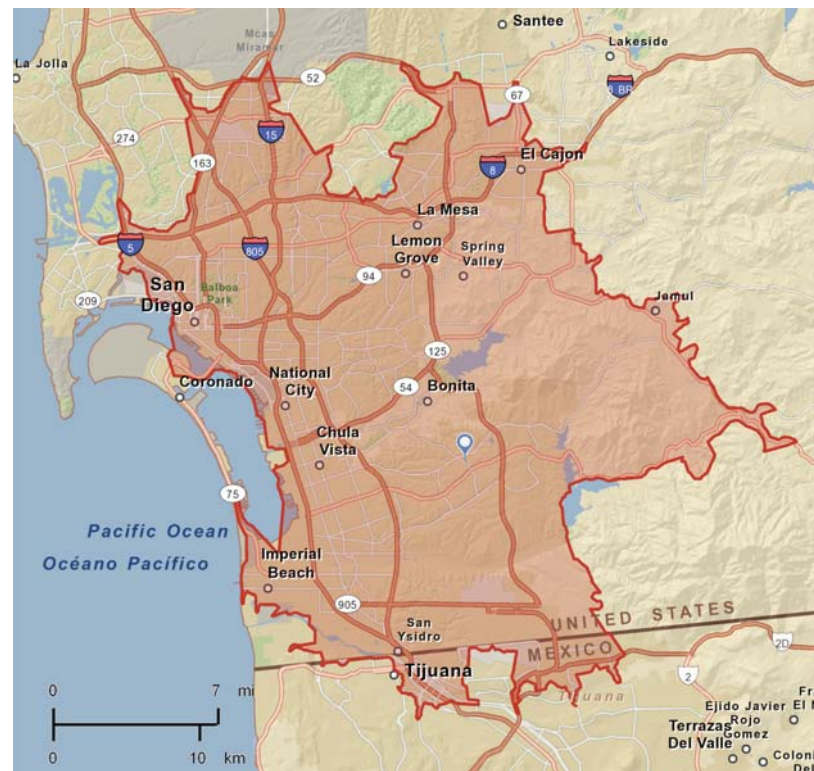 Santee
Mcas
Miramar
Lakeside
La Jolla
52
67
8 BR
274
15
163
El Cajon
8
La Mesa
5
805
Lemon
Grove
Spring
Valley
94
San
Diego
Balboa
Park
209
Jamul
125
National
City
54
Bonita
Coronado
Chula
Vista
75
Pacific Ocean
Océano Pacífico
Imperial
Beach
905
San
Ysidro
UNITED STATES
MEXICO
2D
Tijuana
2
Tijuana
0 7 mi
0 10 km
Ejido Javier
Rojo
Gomez
Terrazas
Del Valle